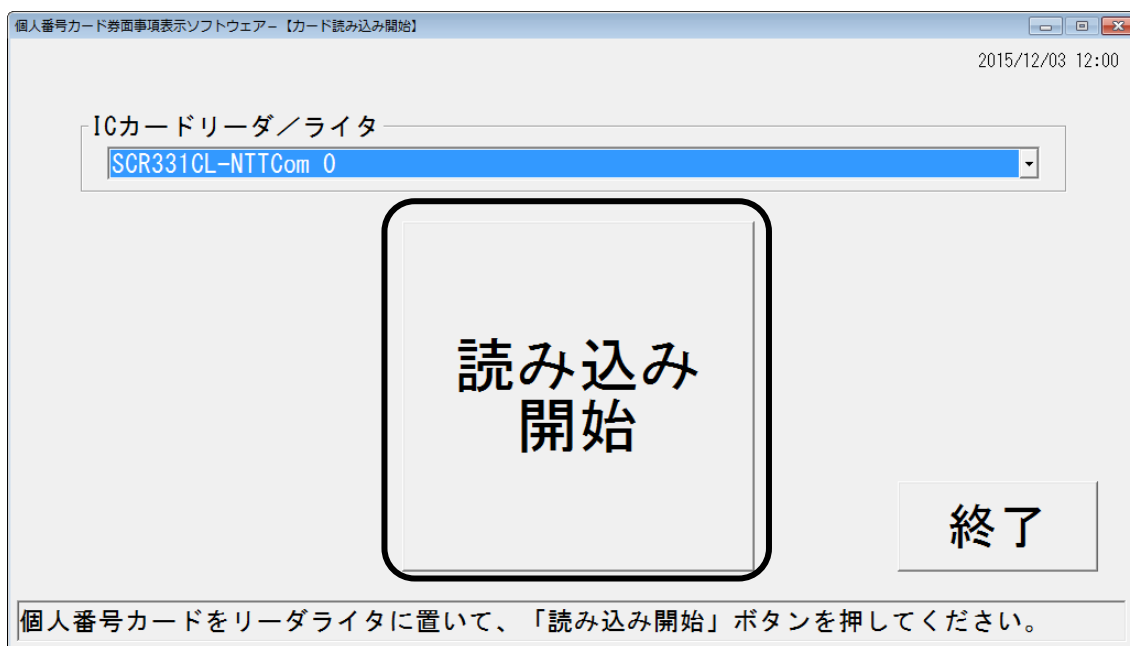 個人番号カード券面事項表示ソフトウェアー【カード読み込み開始】
2015/12/03 12:00
ICカードリーダ／ライタ
SCR331CL-NTTCom 0
読み込み
開始
終了
個人番号カードをリーダライタに置いて、「読み込み開始」ボタンを押してください。